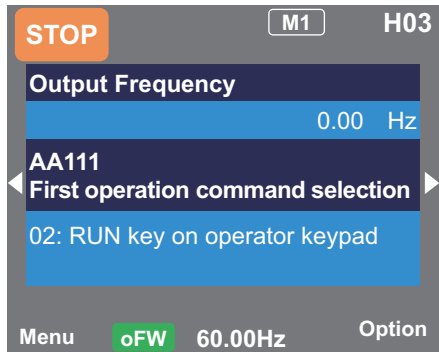 STOP M1 H03
Output Frequency
0.00 Hz
AA111
First operation command selection
02: RUN key on operator keypad
Menu oFW 60.00Hz Option